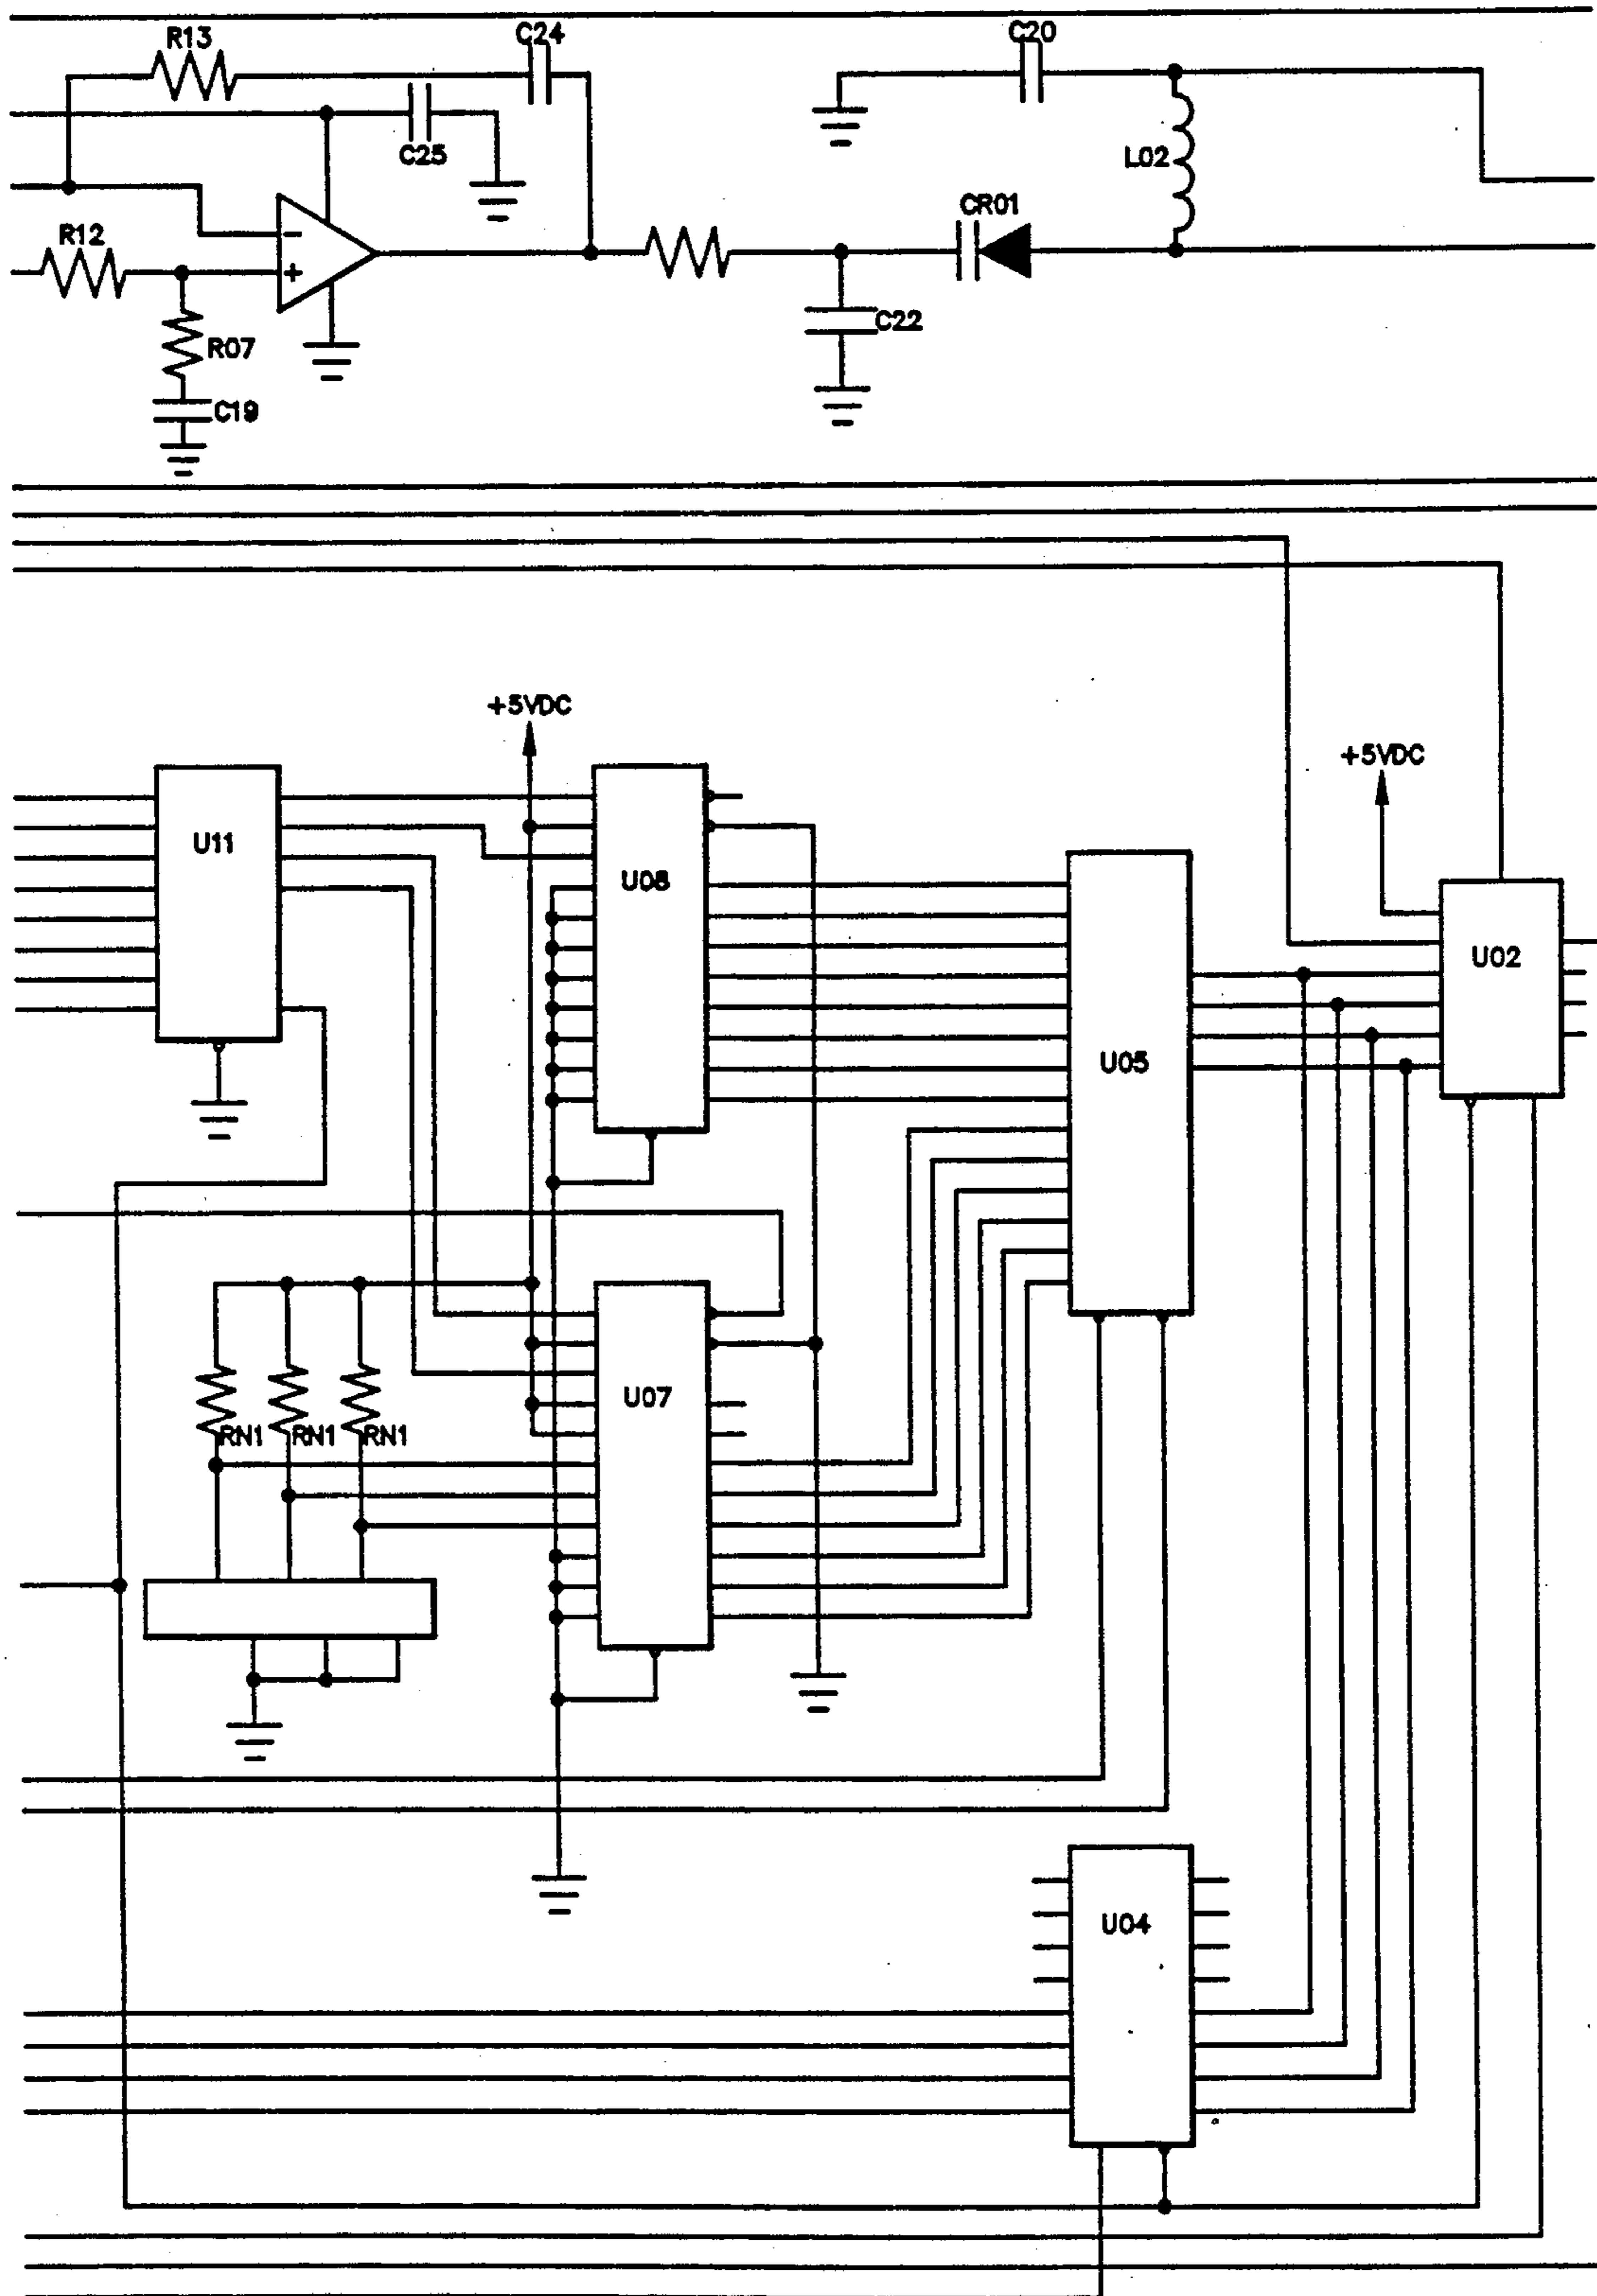 R13
C24
C20
C25
L02
R12
CR01
R07
C22
C19
+5VDC
+5VDC
U11
U08
U02
U05
U07
RN1 RN1 RN1
U04